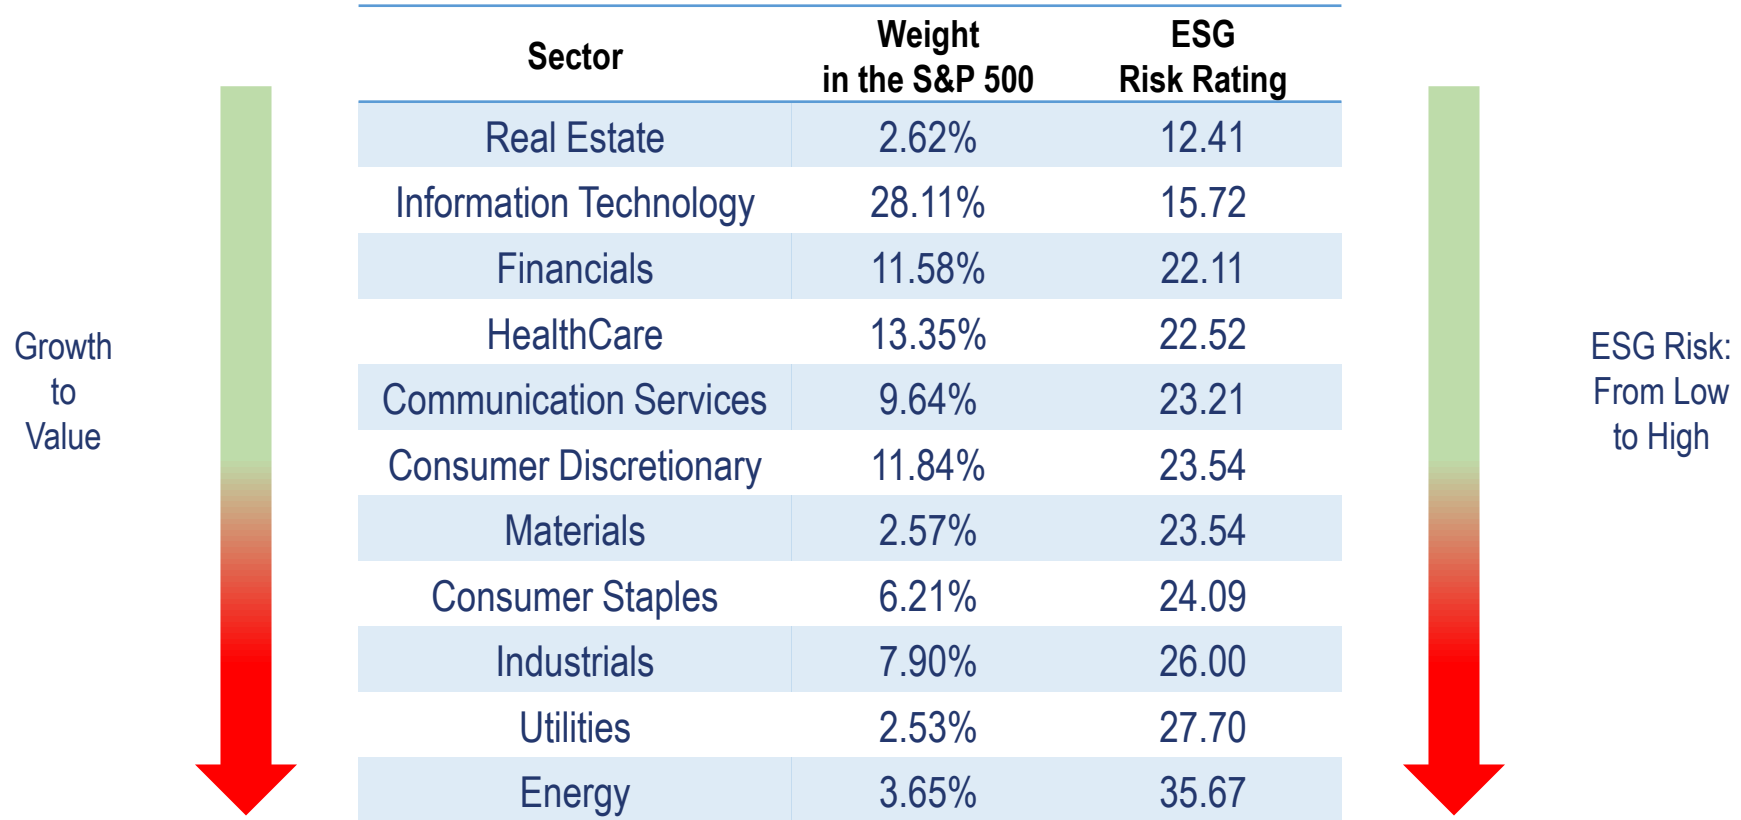 Sector Weight in the S&P 500 ESG Risk Rating
Real Estate 2.62% 12.41
Information Technology 28.11% 15.72
Financials 11.58% 22.11
HealthCare 13.35% 22.52
Communication Services 9.64% 23.21
Consumer Discretionary 11.84% 23.54
Materials 2.57% 23.54
Consumer Staples 6.21% 24.09
Industrials 7.90% 26.00
Utilities 2.53% 27.70
Energy 3.65% 35.67
Growth
to
Value
ESG Risk:
From Low
to High